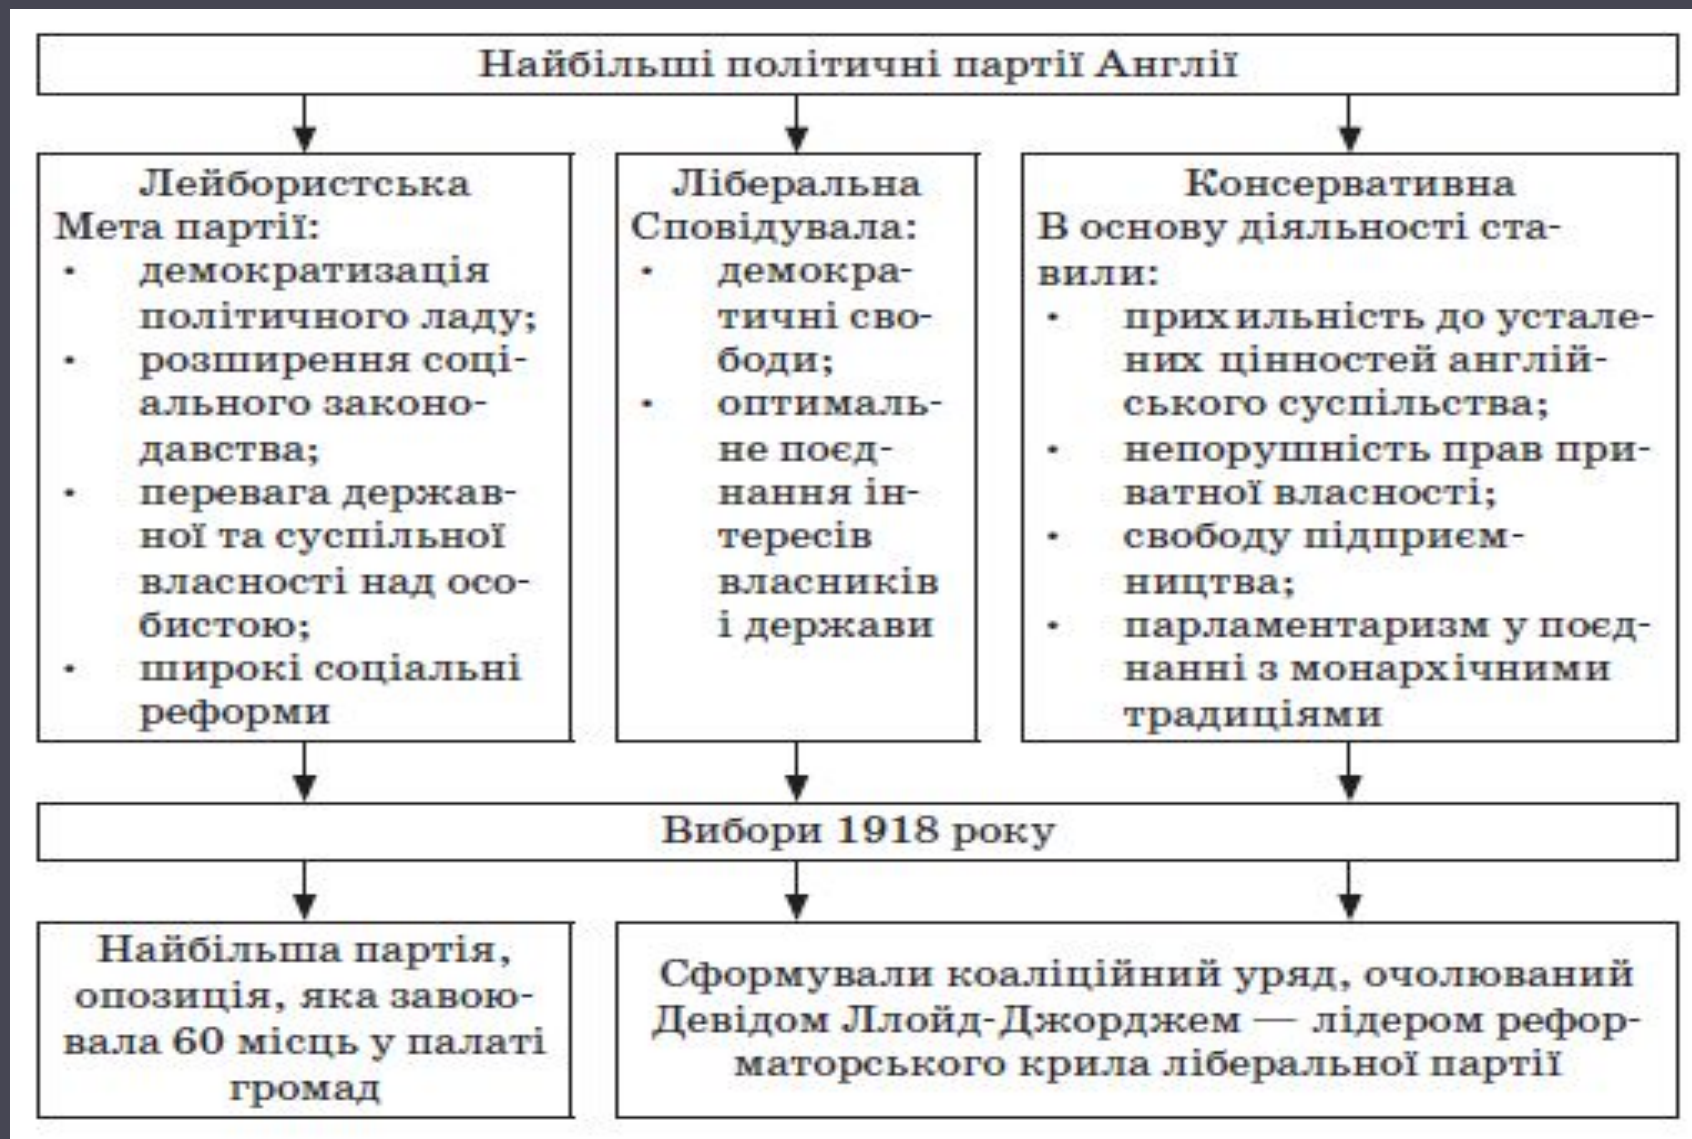 Найбільші політичні партії Англії
Лейбористська
Мета партії:
• демократизація
політичного ладу;
• розширення соці-
ального законо-
давства;
• перевага держав-
ної та суспільної
власності над осо-
бистою;
• широкі соціальні
реформи
Ліберальна
Сповідувала:
• демокра-
тичні сво-
боди;
• оптималь-
не поєд-
нання ін-
тересів
власників
і держави
Консервативна
В основу діяльності ста-
вили:
• прихильність до устале-
них цінностей англій-
ського суспільства;
• непорушність прав при-
ватної власності;
• свободу підприєм-
ництва;
• парламентаризм у поєд-
нанні з монархічними
традиціями
Вибори 1918 року
Найбільша партія,
опозиція, яка завою-
вала 60 місць у палаті
громад
Сформували коаліційний уряд, очолюваний
Девідом Ллойд-Джорджем — лідером рефор-
маторського крила ліберальної партії